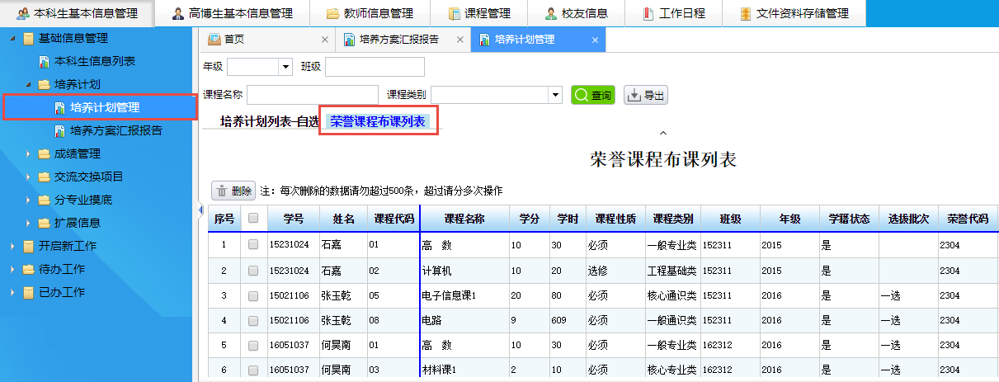 本科生基本信息管理 高博生基本信息管理 教师信息管理 课程管理 校友信息 工作日程 文件资料存储管理
基础信息管理
本科生信息列表
培养计划
培养计划管理
培养方案汇报报告
成绩管理
交流交换项目
分专业摸底
扩展信息
开启新工作
待办工作
已办工作
首页 培养方案汇报报告 培养计划管理
年级 班级
课程名称 课程类别 查询 导出
培养计划列表-自选 荣誉课程布课列表
荣誉课程布课列表
删除 注：每次删除的数据请勿超过500条，超过请分多次操作
序号 学号 姓名 课程代码 课程名称 学分 学时 课程性质 课程类别 班级 年级 学籍状态 选拔批次 荣誉代码
1 15231024 石嘉 01 高 数 10 30 必须 一般专业类 152311 2015 是 2304
2 15231024 石嘉 02 计算机 10 20 选修 工程基础类 152311 2015 是 2304
3 15021106 张玉乾 05 电子信息课1 20 80 必须 核心通识类 152311 2016 是 一选 2304
4 15021106 张玉乾 08 电路 9 609 必须 一般通识类 152311 2016 是 一选 2304
5 16051037 何昊南 01 高 数 10 30 必须 一般专业类 162312 2016 是 一选 2304
6 16051037 何昊南 03 材料课1 2 10 必须 核心专业类 162312 2016 是 一选 2304